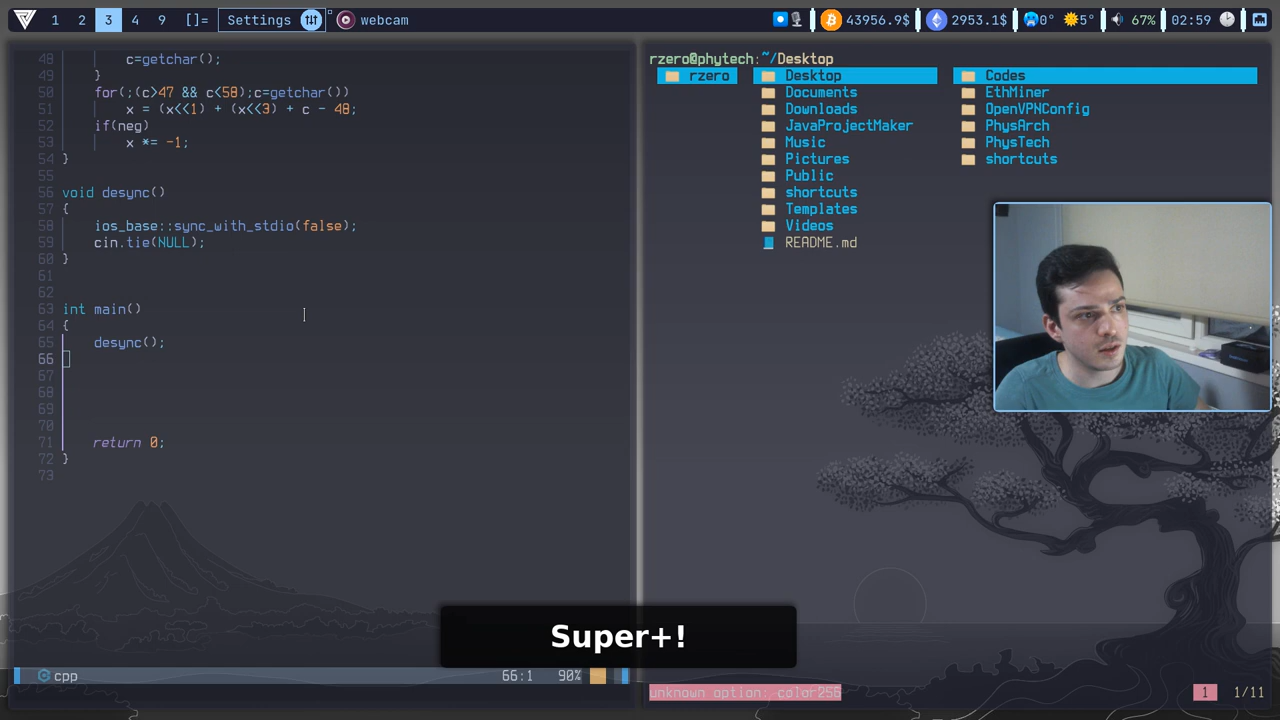 1 2 3 4 9 []= Settings webcam 43956.9$ 2953.1$ 0° 5° 67% 02:59
48 c=getchar();
49 }
50 for(;(c>47 && c<58);c=getchar())
51 x = (x<<1) + (x<<3) + c - 48;
52 if(neg)
53 x *= -1;
54 }
55
56 void desync()
57 {
58 ios_base::sync_with_stdio(false);
59 cin.tie(NULL);
60 }
61
62
63 int main()
64 {
65 desync();
66
67
68
69
70
71 return 0;
72 }
73
cpp 66:1 90%
rzero@phytech:~/Desktop
rzero Desktop Codes
Documents EthMiner
Downloads OpenVPNConfig
JavaProjectMaker PhysArch
Music PhysTech
Pictures shortcuts
Public
shortcuts
Templates
Videos
README.md
Super+!
unknown option: color256 1 1/11